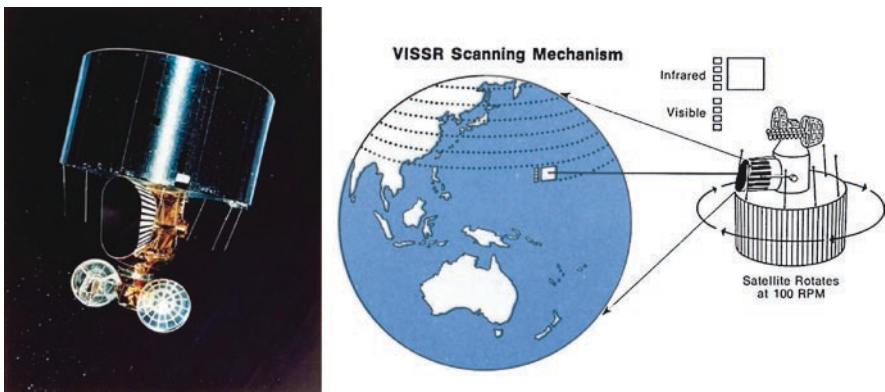 VISSR Scanning Mechanism
Infrared
Visible
Satellite Rotates
at 100 RPM